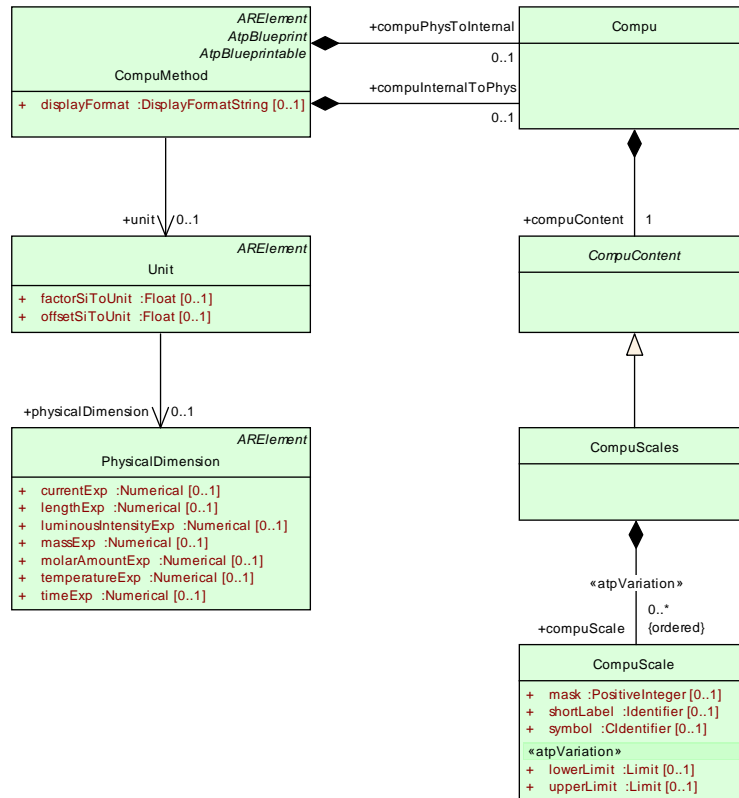 ARElement
AtpBlueprint
AtpBlueprintable
CompuMethod
+ displayFormat :DisplayFormatString [0..1]
+compuPhysToInternal
0..1
+compuInternalToPhys
0..1
Compu
+unit 0..1
+compuContent 1
ARElement
Unit
+ factorSiToUnit :Float [0..1]
+ offsetSiToUnit :Float [0..1]
CompuContent
+physicalDimension 0..1
ARElement
PhysicalDimension
+ currentExp :Numerical [0..1]
+ lengthExp :Numerical [0..1]
+ luminousIntensityExp :Numerical [0..1]
+ massExp :Numerical [0..1]
+ molarAmountExp :Numerical [0..1]
+ temperatureExp :Numerical [0..1]
+ timeExp :Numerical [0..1]
CompuScales
«atpVariation»
0..*
+compuScale {ordered}
CompuScale
+ mask :PositiveInteger [0..1]
+ shortLabel :Identifier [0..1]
+ symbol :CIdentifier [0..1]
«atpVariation»
+ lowerLimit :Limit [0..1]
+ upperLimit :Limit [0..1]